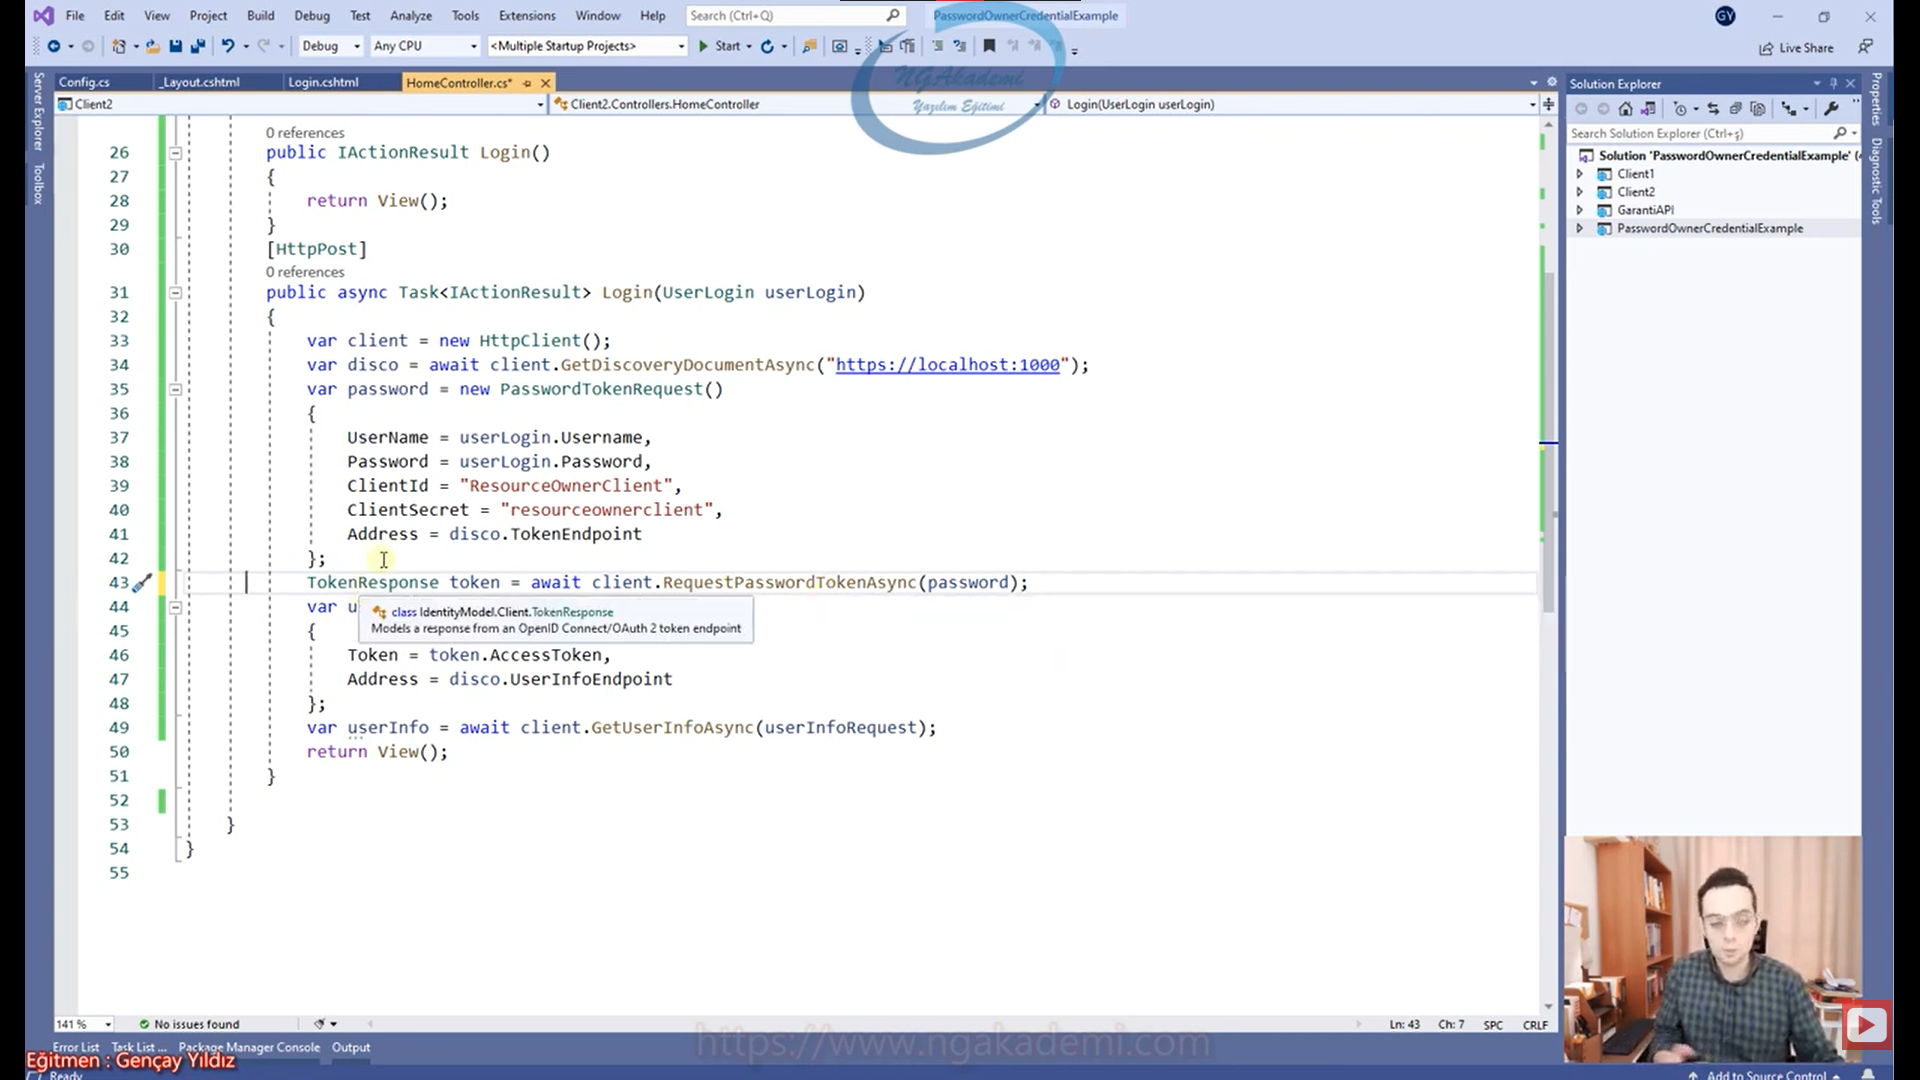 File Edit View Project Build Debug Test Analyze Tools Extensions Window Help Search (Ctrl+Q) PasswordOwnerCredentialExample GY
Debug Any CPU <Multiple Startup Projects> Start Live Share
NGAkademi
Yazılım Eğitimi
Config.cs _Layout.cshtml Login.cshtml HomeController.cs*
Client2 Client2.Controllers.HomeController Login(UserLogin userLogin)
Server Explorer
Toolbox
0 references
26 public IActionResult Login()
27 {
28 return View();
29 }
30 [HttpPost]
0 references
31 public async Task<IActionResult> Login(UserLogin userLogin)
32 {
33 var client = new HttpClient();
34 var disco = await client.GetDiscoveryDocumentAsync("https://localhost:1000");
35 var password = new PasswordTokenRequest()
36 {
37 UserName = userLogin.Username,
38 Password = userLogin.Password,
39 ClientId = "ResourceOwnerClient",
40 ClientSecret = "resourceownerclient",
41 Address = disco.TokenEndpoint
42 };
43 TokenResponse token = await client.RequestPasswordTokenAsync(password);
44 var u
class IdentityModel.Client.TokenResponse
Models a response from an OpenID Connect/OAuth 2 token endpoint
45 {
46 Token = token.AccessToken,
47 Address = disco.UserInfoEndpoint
48 };
49 var userInfo = await client.GetUserInfoAsync(userInfoRequest);
50 return View();
51 }
52
53 }
54 }
55
Solution Explorer
Search Solution Explorer (Ctrl+ş)
Solution 'PasswordOwnerCredentialExample' (4
Client1
Client2
GarantiAPI
PasswordOwnerCredentialExample
Properties
Diagnostic Tools
141 % No issues found Ln: 43 Ch: 7 SPC CRLF
Error List Task List ... Package Manager Console Output
https://www.ngakademi.com
Eğitmen : Gençay Yıldız
Ready Add to Source Control